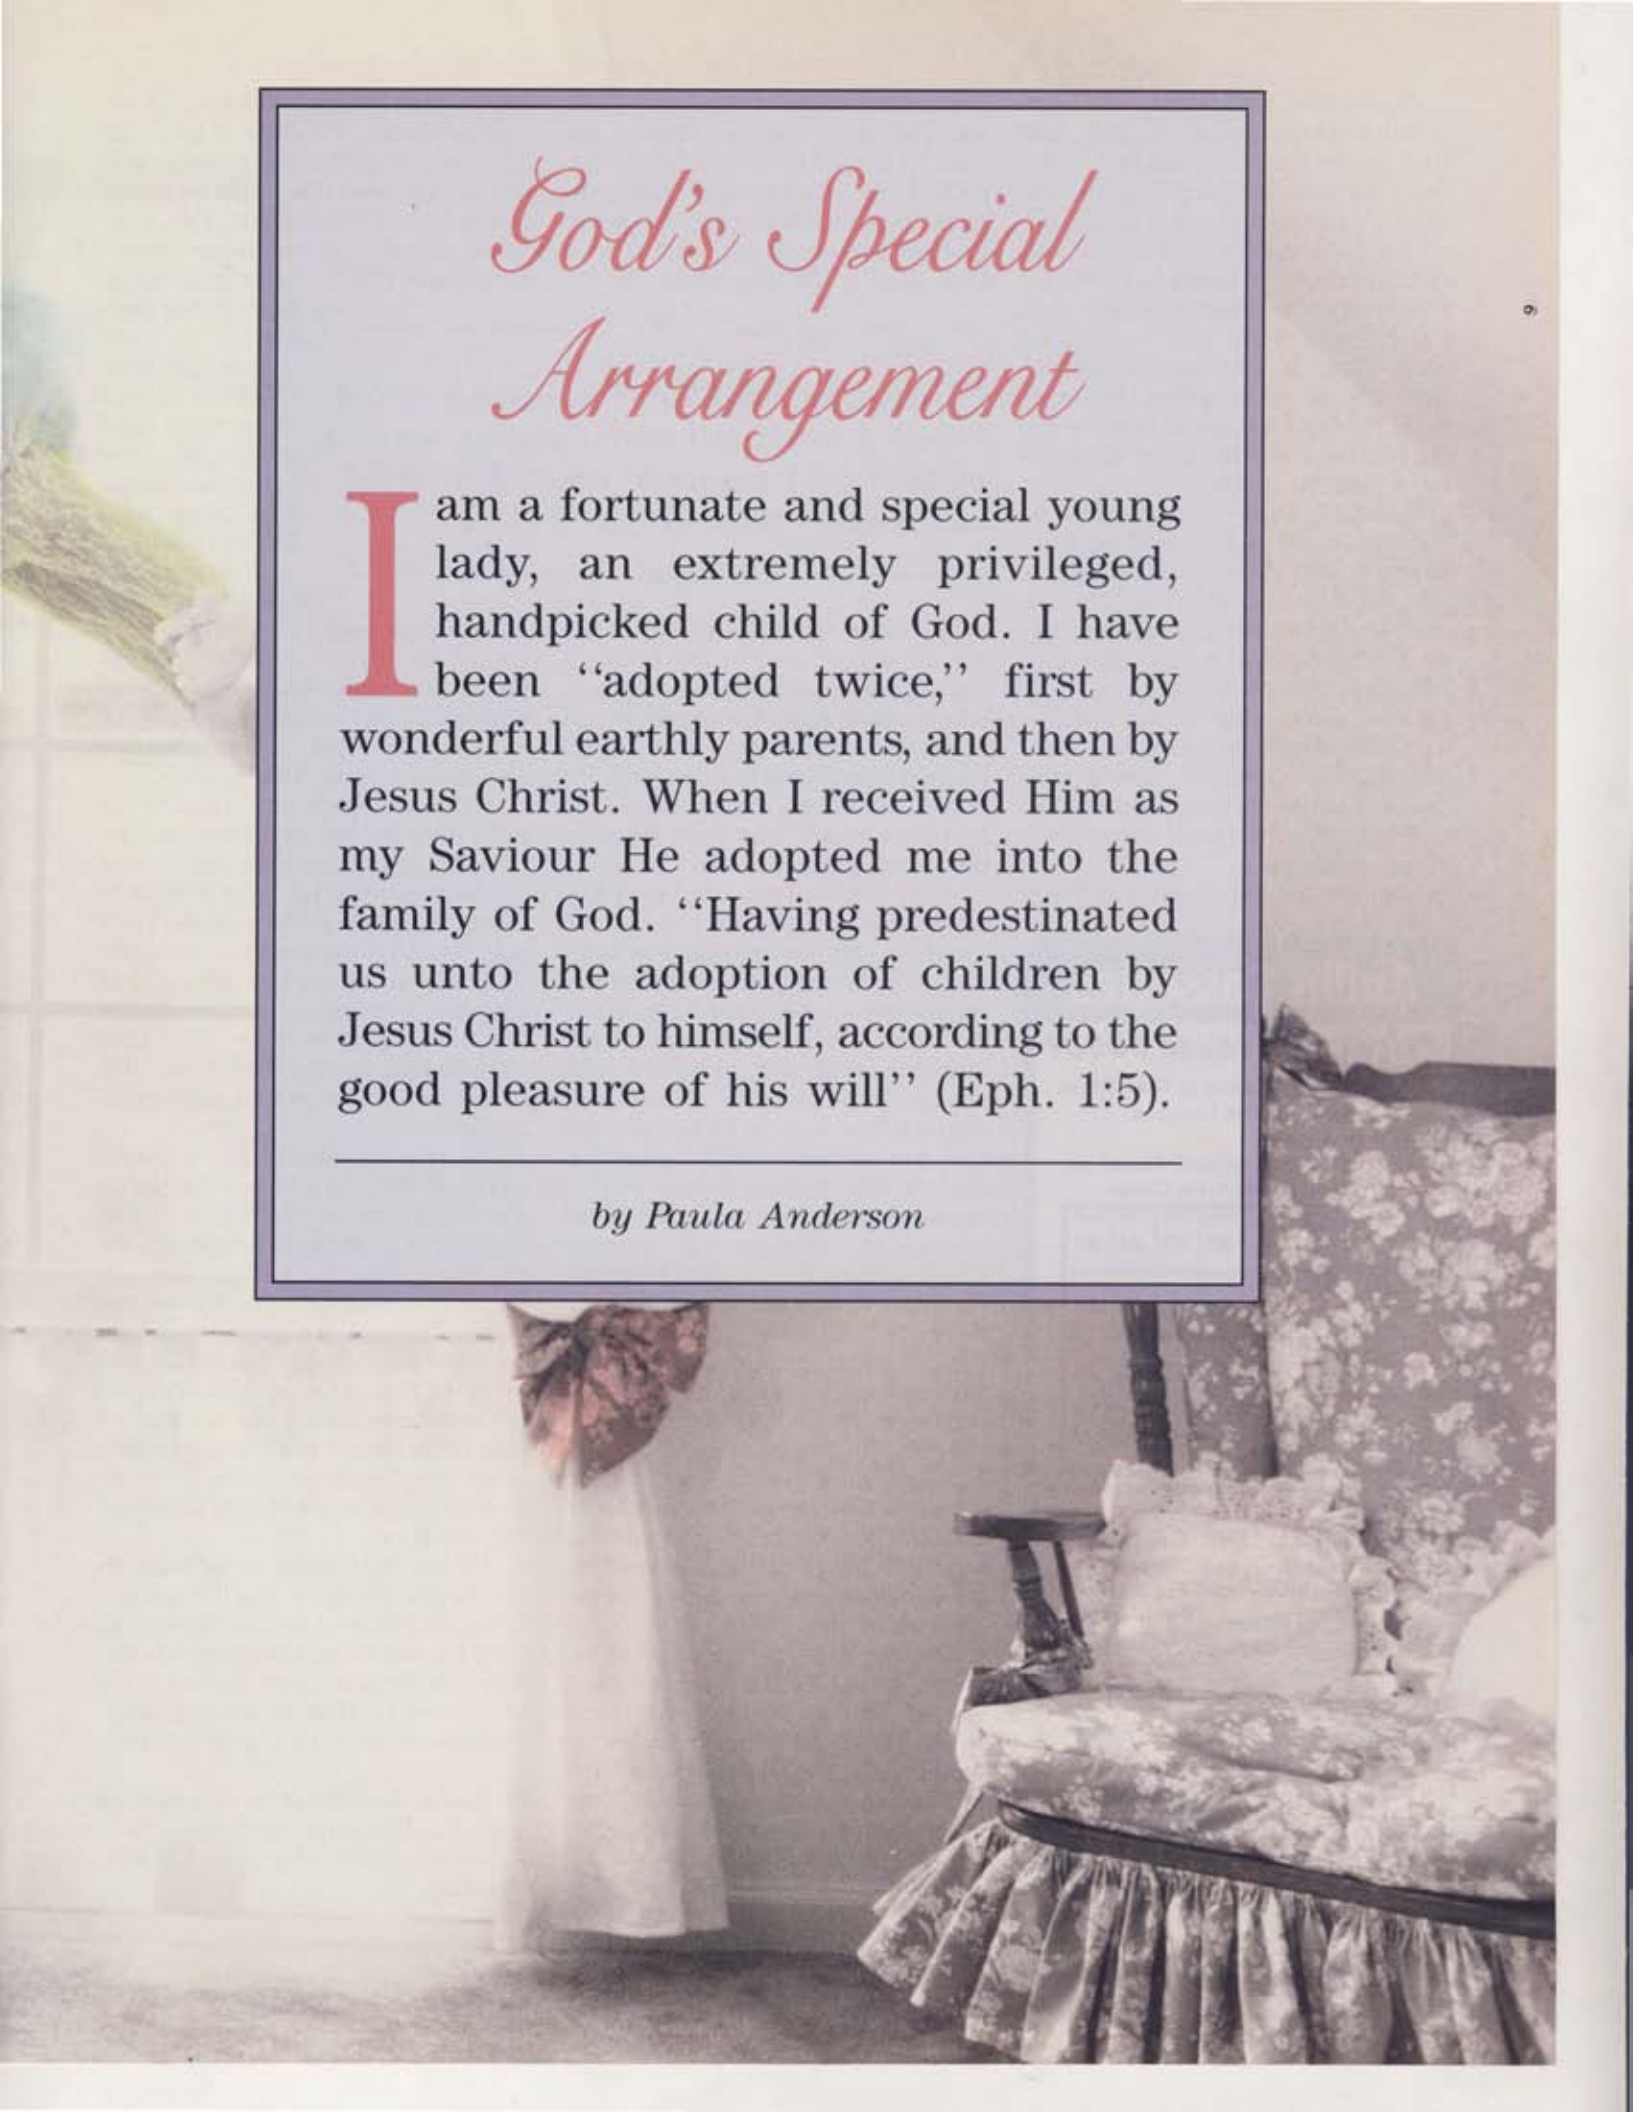 God's Special
Arrangement
I am a fortunate and special young
lady, an extremely privileged,
handpicked child of God. I have
been ‘‘adopted twice,’’ first by
wonderful earthly parents, and then by
Jesus Christ. When I received Him as
my Saviour He adopted me into the
family of God. ‘‘Having predestinated
us unto the adoption of children by
Jesus Christ to himself, according to the
good pleasure of his will’’ (Eph. 1:5).
by Paula Anderson